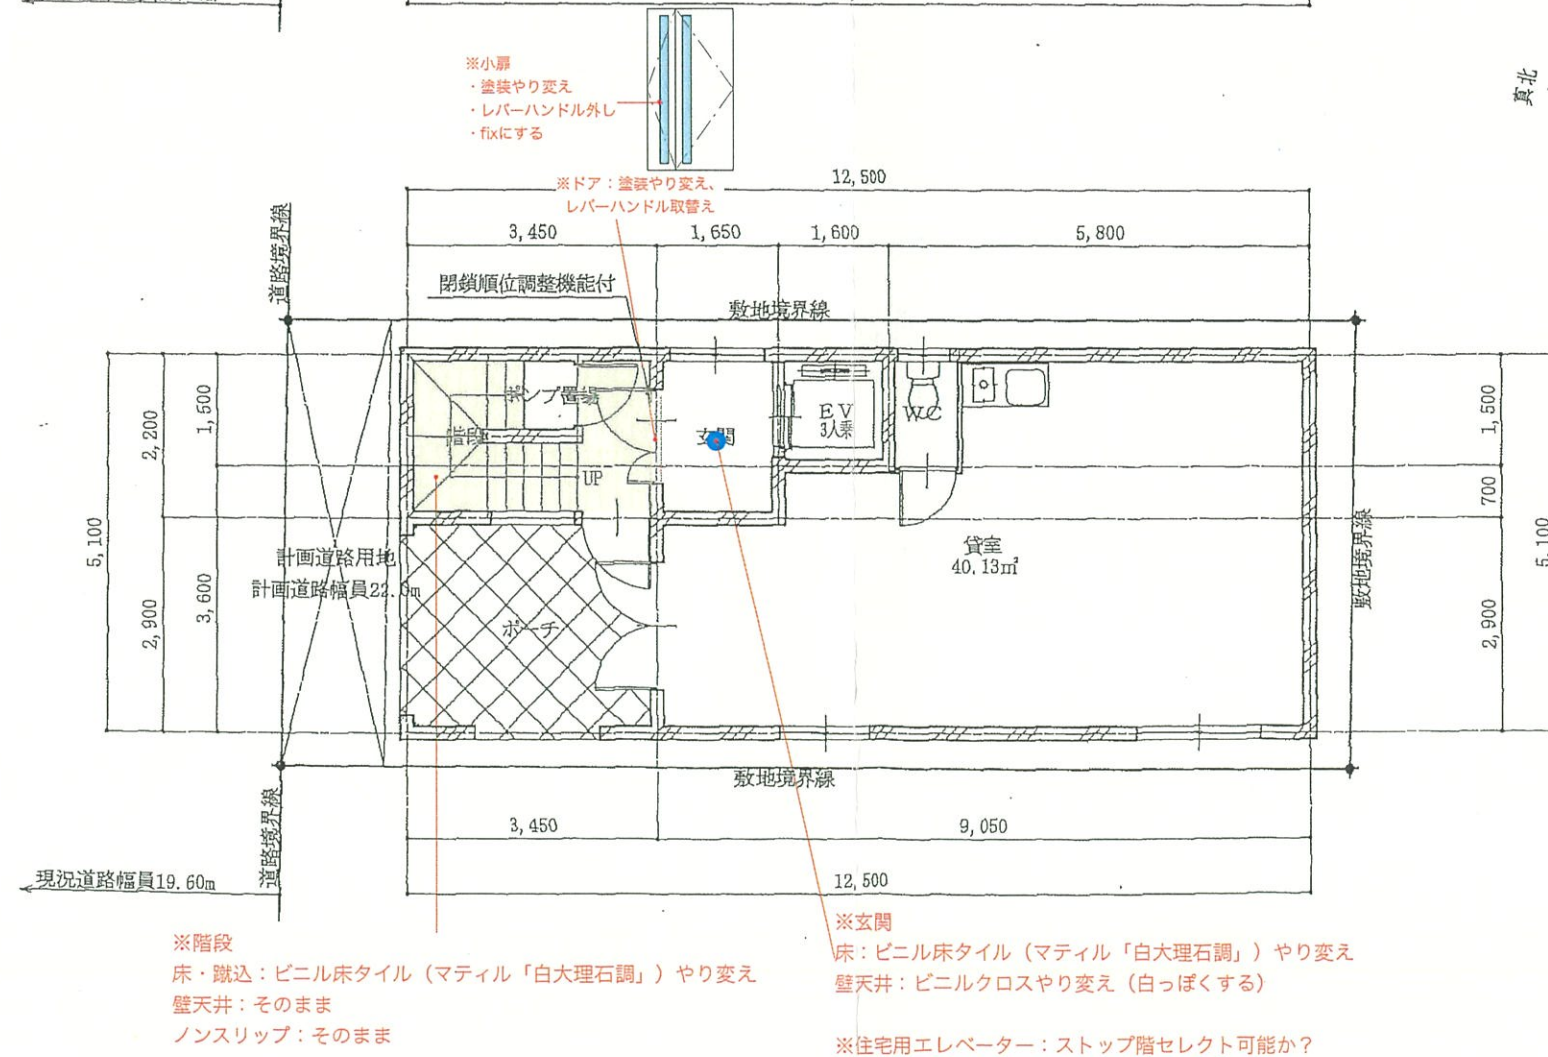 ※小扉
・塗装やり変え
・レバーハンドル外し
・fixにする
真北
※ドア：塗装やり変え、
レバーハンドル取替え
12,500
3,450
1,650
1,600
5,800
道路境界線
閉鎖順位調整機能付
敷地境界線
ポンプ置場
階段
UP
玄関
EV
3人乗
WC
1,600
2,200
5,100
2,900
3,600
1,500
700
2,900
5,100
貸室
40.13㎡
計画道路用地
計画道路幅員22.0m
ポーチ
敷地境界線
敷地境界線
3,450
9,050
道路境界線
現況道路幅員19.60m
12,500
※階段
床・蹴込：ビニル床タイル（マティル「白大理石調」）やり変え
壁天井：そのまま
ノンスリップ：そのまま
※玄関
床：ビニル床タイル（マティル「白大理石調」）やり変え
壁天井：ビニルクロスやり変え（白っぽくする）
※住宅用エレベーター：ストップ階セレクト可能か？